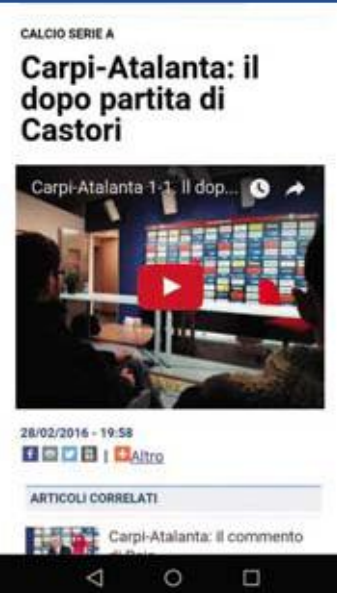 CALCIO SERIE A
Carpi-Atalanta: il
dopo partita di
Castori
Carpi-Atalanta 1-1. Il dop...
28/02/2016 - 19:58
| Altro
ARTICOLI CORRELATI
Carpi-Atalanta: il commento